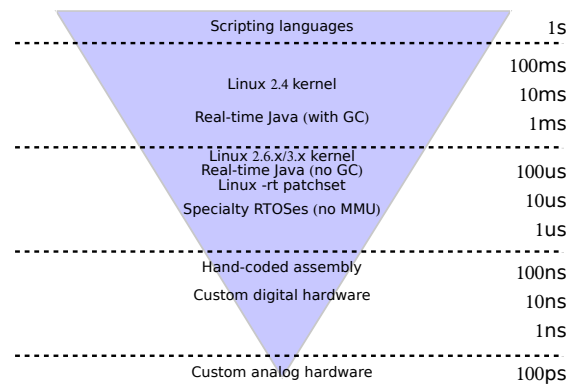 Scripting languages 1s
100ms
Linux 2.4 kernel
10ms
Real-time Java (with GC) 1ms
Linux 2.6.x/3.x kernel
Real-time Java (no GC) 100us
Linux -rt patchset
10us
Specialty RTOSes (no MMU)
1us
Hand-coded assembly 100ns
Custom digital hardware 10ns
1ns
Custom analog hardware 100ps